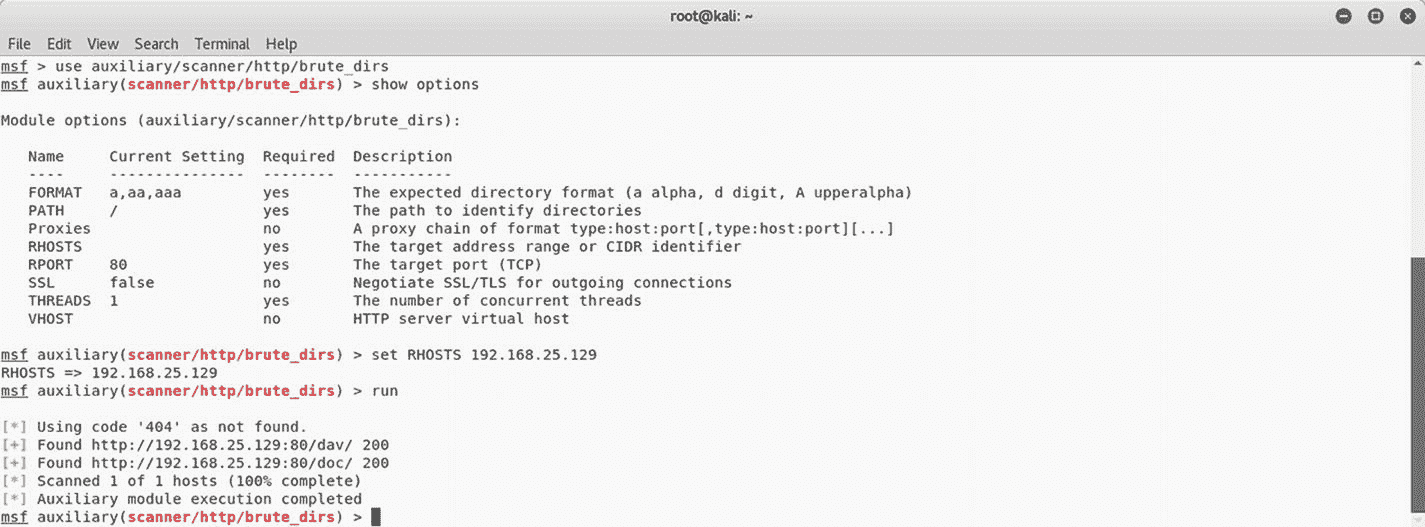 root@kali: ~
File Edit View Search Terminal Help
msf > use auxiliary/scanner/http/brute_dirs
msf auxiliary(scanner/http/brute_dirs) > show options
Module options (auxiliary/scanner/http/brute_dirs):
Name Current Setting Required Description
---- --------------- -------- -----------
FORMAT a,aa,aaa yes The expected directory format (a alpha, d digit, A upperalpha)
PATH / yes The path to identify directories
Proxies no A proxy chain of format type:host:port[,type:host:port][...]
RHOSTS yes The target address range or CIDR identifier
RPORT 80 yes The target port (TCP)
SSL false no Negotiate SSL/TLS for outgoing connections
THREADS 1 yes The number of concurrent threads
VHOST no HTTP server virtual host
msf auxiliary(scanner/http/brute_dirs) > set RHOSTS 192.168.25.129
RHOSTS => 192.168.25.129
msf auxiliary(scanner/http/brute_dirs) > run
[*] Using code '404' as not found.
[+] Found http://192.168.25.129:80/dav/ 200
[+] Found http://192.168.25.129:80/doc/ 200
[*] Scanned 1 of 1 hosts (100% complete)
[*] Auxiliary module execution completed
msf auxiliary(scanner/http/brute_dirs) >